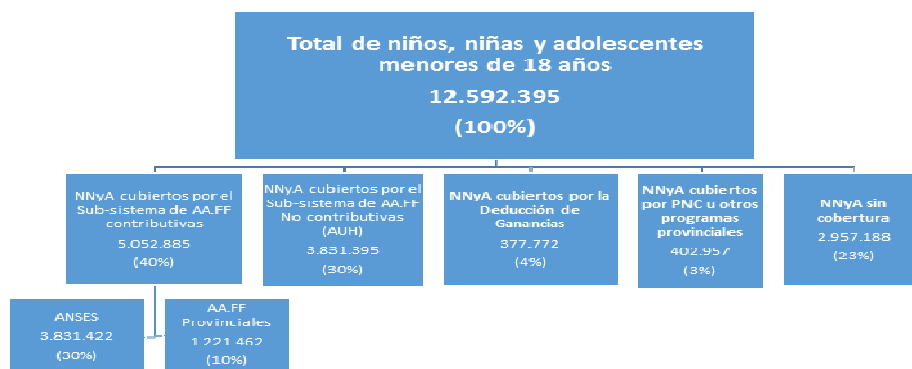 Total de niños, niñas y adolescentes
menores de 18 años
12.592.395
(100%)
NNyA cubiertos por el
Sub-sistema de AA.FF
contributivas
5.052.885
(40%)
NNyA cubiertos por el
Sub-sistema de AA.FF
No contributivas
(AUH)
3.831.395
(30%)
NNyA cubiertos por la
Deducción de
Ganancias
377.772
(4%)
NNyA cubiertos
por PNC u otros
programas
provinciales
402.957
(3%)
NNyA sin
cobertura
2.957.188
(23%)
ANSES
3.831.422
(30%)
AA.FF
Provinciales
1.221.462
(10%)